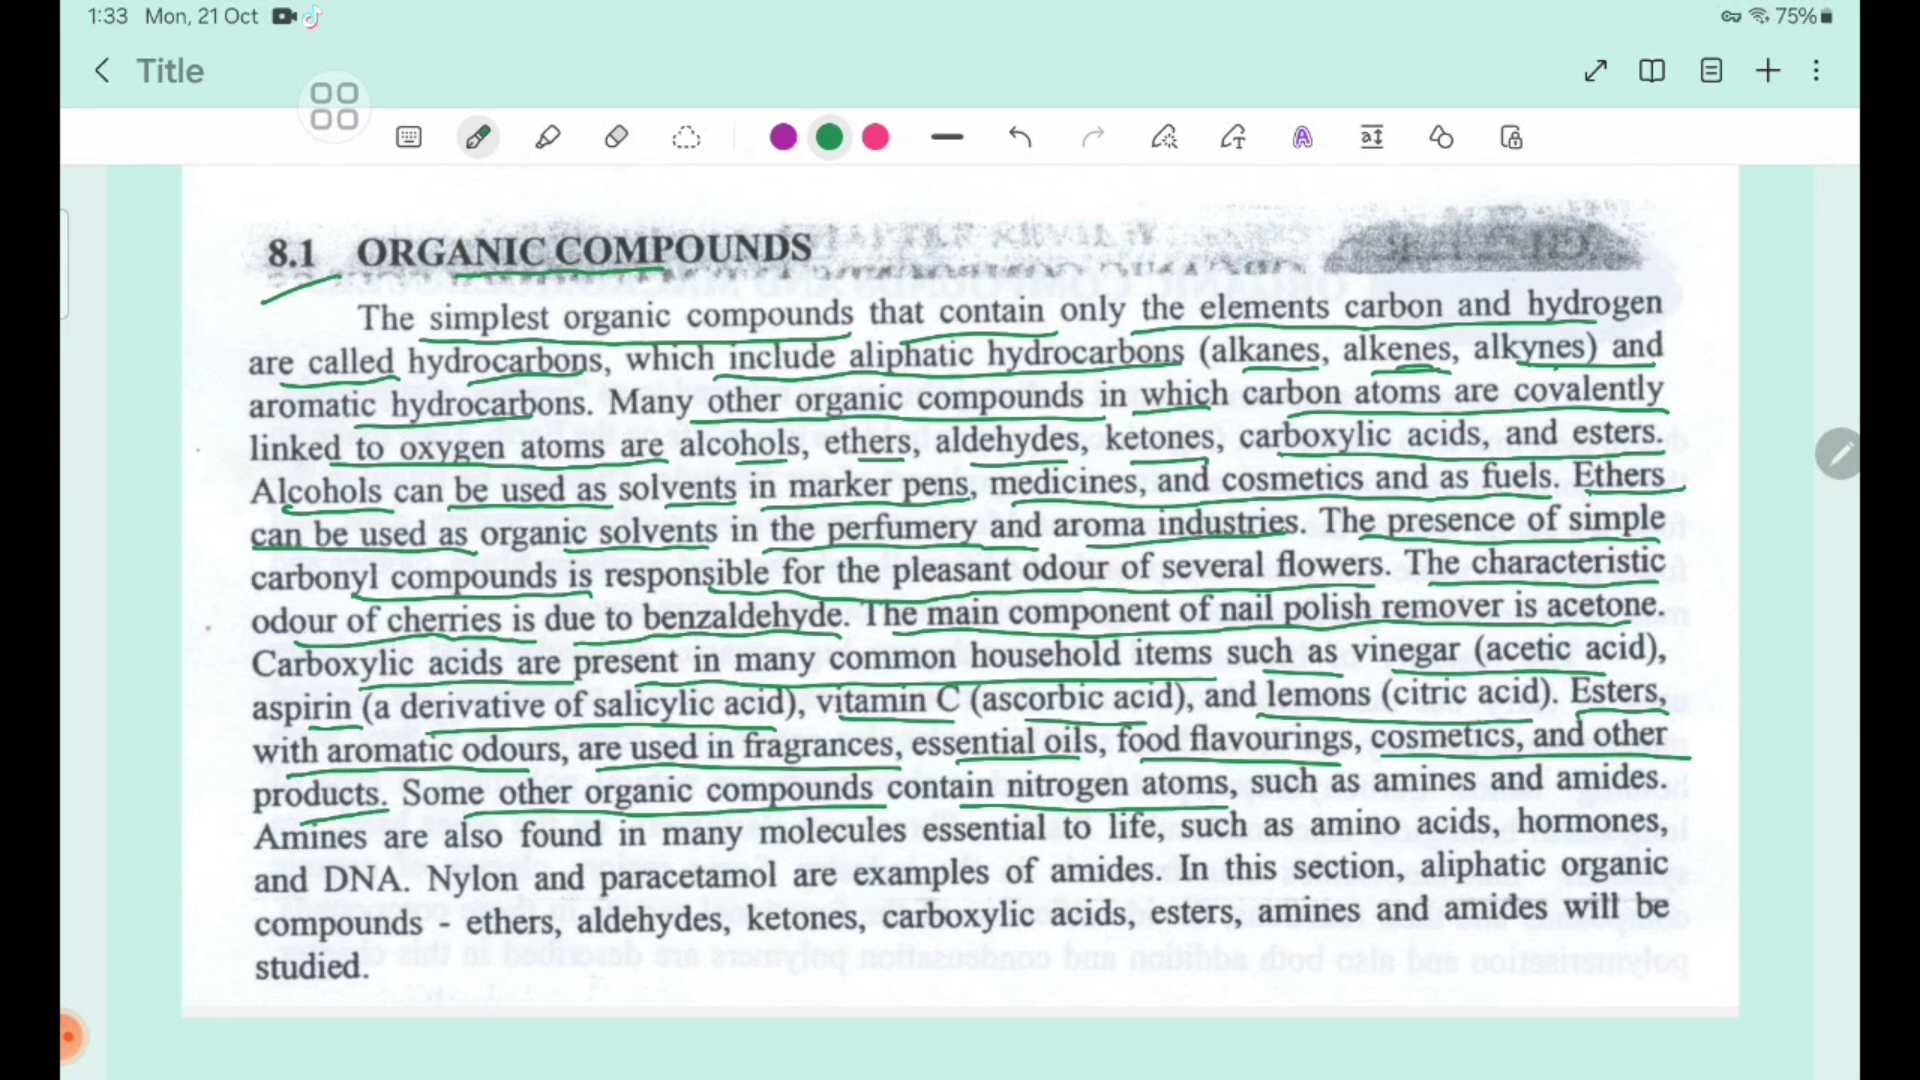 1:33 Mon, 21 Oct
75%
Title
8.1 ORGANIC COMPOUNDS
The simplest organic compounds that contain only the elements carbon and hydrogen
are called hydrocarbons, which include aliphatic hydrocarbons (alkanes, alkenes, alkynes) and
aromatic hydrocarbons. Many other organic compounds in which carbon atoms are covalently
linked to oxygen atoms are alcohols, ethers, aldehydes, ketones, carboxylic acids, and esters.
Alcohols can be used as solvents in marker pens, medicines, and cosmetics and as fuels. Ethers
can be used as organic solvents in the perfumery and aroma industries. The presence of simple
carbonyl compounds is responsible for the pleasant odour of several flowers. The characteristic
odour of cherries is due to benzaldehyde. The main component of nail polish remover is acetone.
Carboxylic acids are present in many common household items such as vinegar (acetic acid),
aspirin (a derivative of salicylic acid), vitamin C (ascorbic acid), and lemons (citric acid). Esters,
with aromatic odours, are used in fragrances, essential oils, food flavourings, cosmetics, and other
products. Some other organic compounds contain nitrogen atoms, such as amines and amides.
Amines are also found in many molecules essential to life, such as amino acids, hormones,
and DNA. Nylon and paracetamol are examples of amides. In this section, aliphatic organic
compounds - ethers, aldehydes, ketones, carboxylic acids, esters, amines and amides will be
studied.